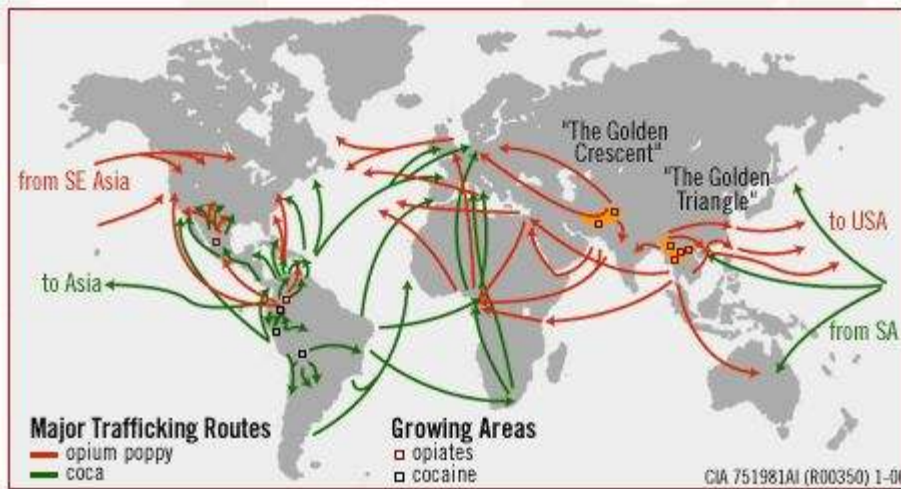 "The Golden
Crescent"
"The Golden
Triangle"
from SE Asia
to USA
to Asia
from SA
Major Trafficking Routes
opium poppy
coca
Growing Areas
opiates
cocaine
CIA 751981AI (R00350) 1-0